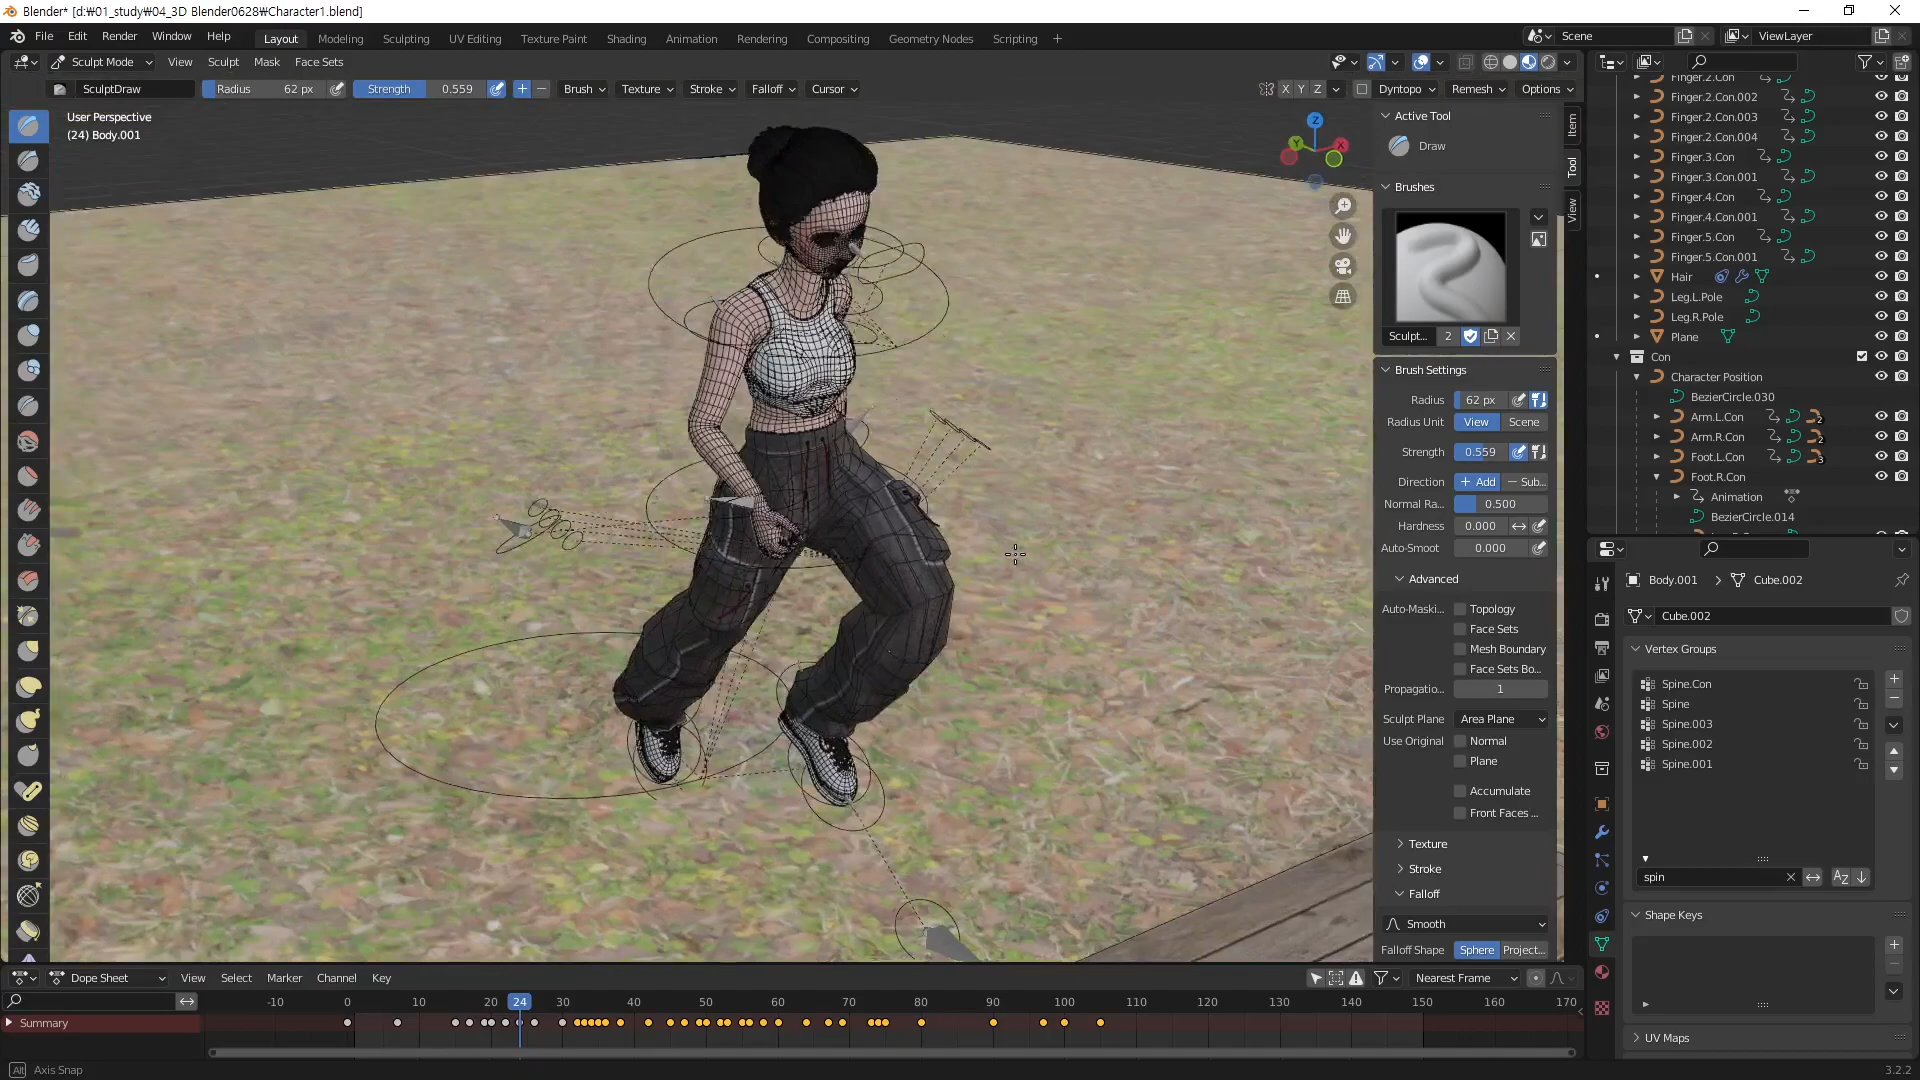 Blender* [d:₩01_study₩04_3D Blender0628₩Character1.blend]
File Edit Render Window Help Layout Modeling Sculpting UV Editing Texture Paint Shading Animation Rendering Compositing Geometry Nodes Scripting + Scene ViewLayer
Sculpt Mode View Sculpt Mask Face Sets
SculptDraw Radius 62 px Strength 0.559 Brush Texture Stroke Falloff Cursor X Y Z Dyntopo Remesh Options
User Perspective
(24) Body.001
Z
Y
X
Active Tool
Draw
Brushes
Sculpt... 2
Brush Settings
Radius 62 px
Radius Unit View Scene
Strength 0.559
Direction + Add − Sub...
Normal Ra... 0.500
Hardness 0.000
Auto-Smoot 0.000
Advanced
Auto-Maski... Topology
Face Sets
Mesh Boundary
Face Sets Bo...
Propagatio... 1
Sculpt Plane Area Plane
Use Original Normal
Plane
Accumulate
Front Faces ...
Texture
Stroke
Falloff
Smooth
Falloff Shape Sphere Project...
Item
Tool
View
Finger.2.Con
Finger.2.Con.002
Finger.2.Con.003
Finger.2.Con.004
Finger.3.Con
Finger.3.Con.001
Finger.4.Con
Finger.4.Con.001
Finger.5.Con
Finger.5.Con.001
Hair
Leg.L.Pole
Leg.R.Pole
Plane
Con
Character Position
BezierCircle.030
Arm.L.Con 2
Arm.R.Con 2
Foot.L.Con 3
Foot.R.Con
Animation
BezierCircle.014
Body.001 > Cube.002
Cube.002
Vertex Groups
Spine.Con
Spine
Spine.003
Spine.002
Spine.001
spin
Shape Keys
UV Maps
Dope Sheet View Select Marker Channel Key Nearest Frame
-10 0 10 20 24 30 40 50 60 70 80 90 100 110 120 130 140 150 160 170
Summary
Alt Axis Snap 3.2.2